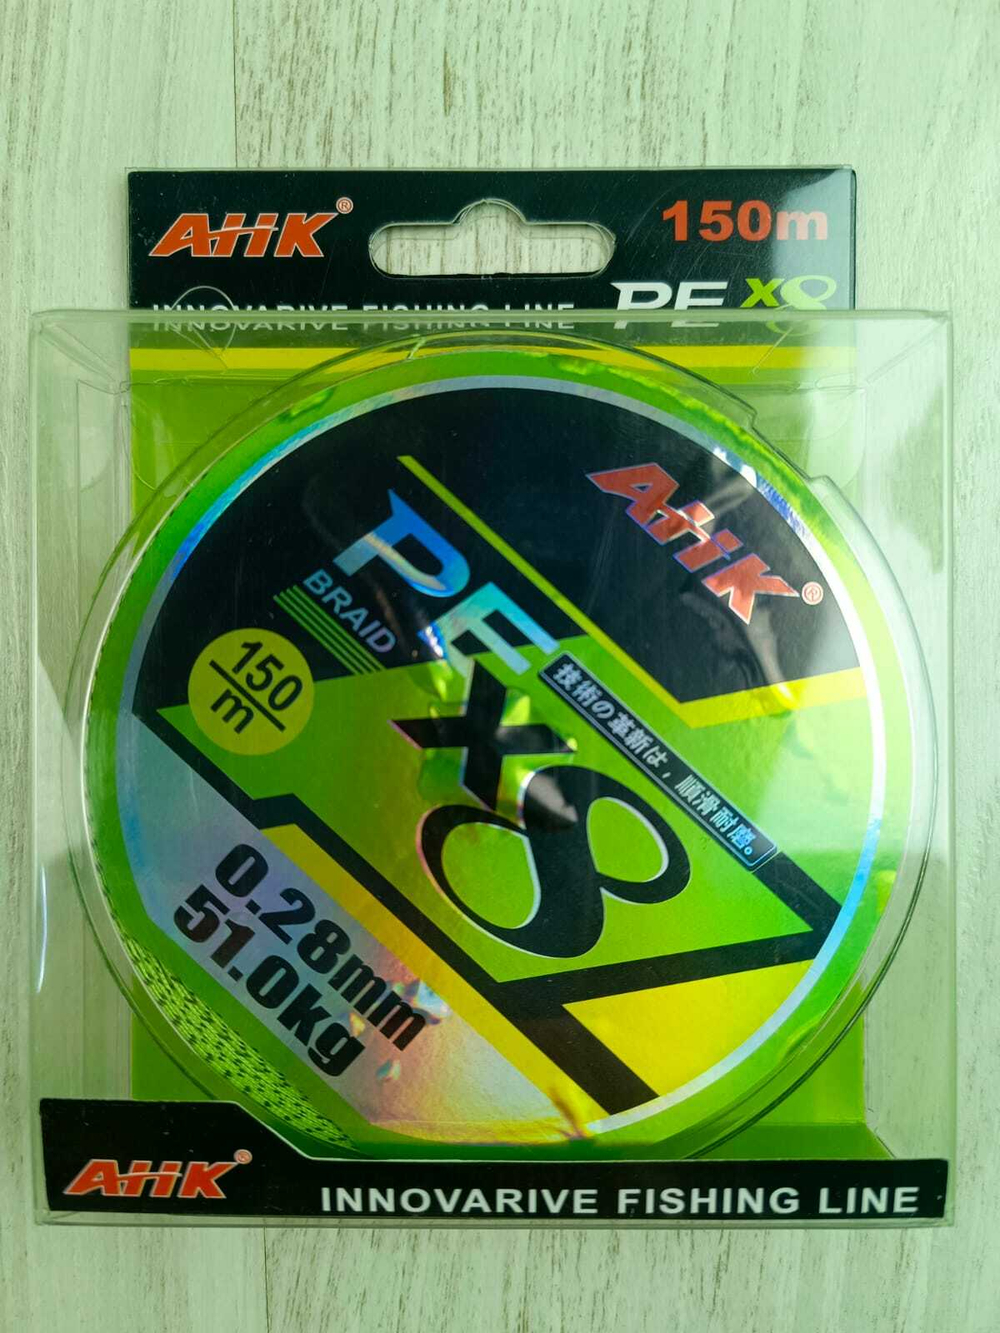 AHK®
150m
INNOVARIVE FISHING LINE
PE X8
AHK®
PE
BRAID
150
m
x8
技術の革新は，順滑耐磨。
0.28mm
51.0kg
AHK®
INNOVARIVE FISHING LINE